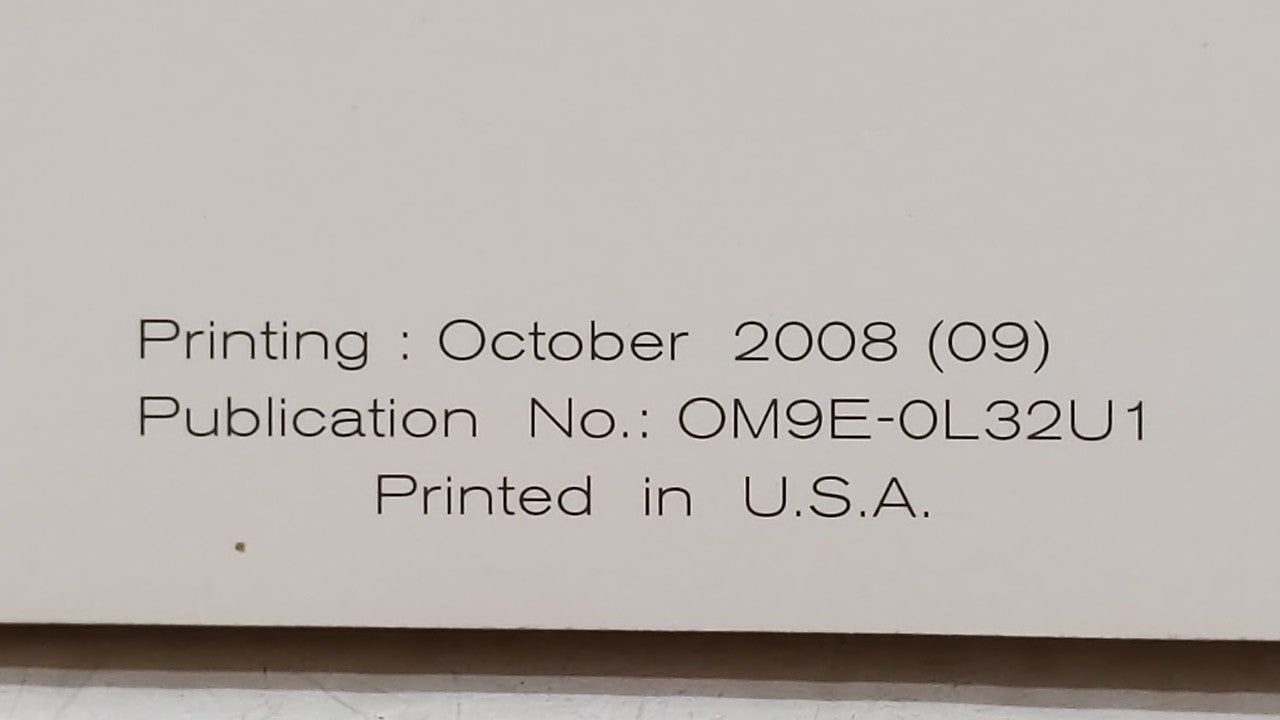 Printing : October 2008 (09)
Publication No.: OM9E-0L32U1
Printed in U.S.A.